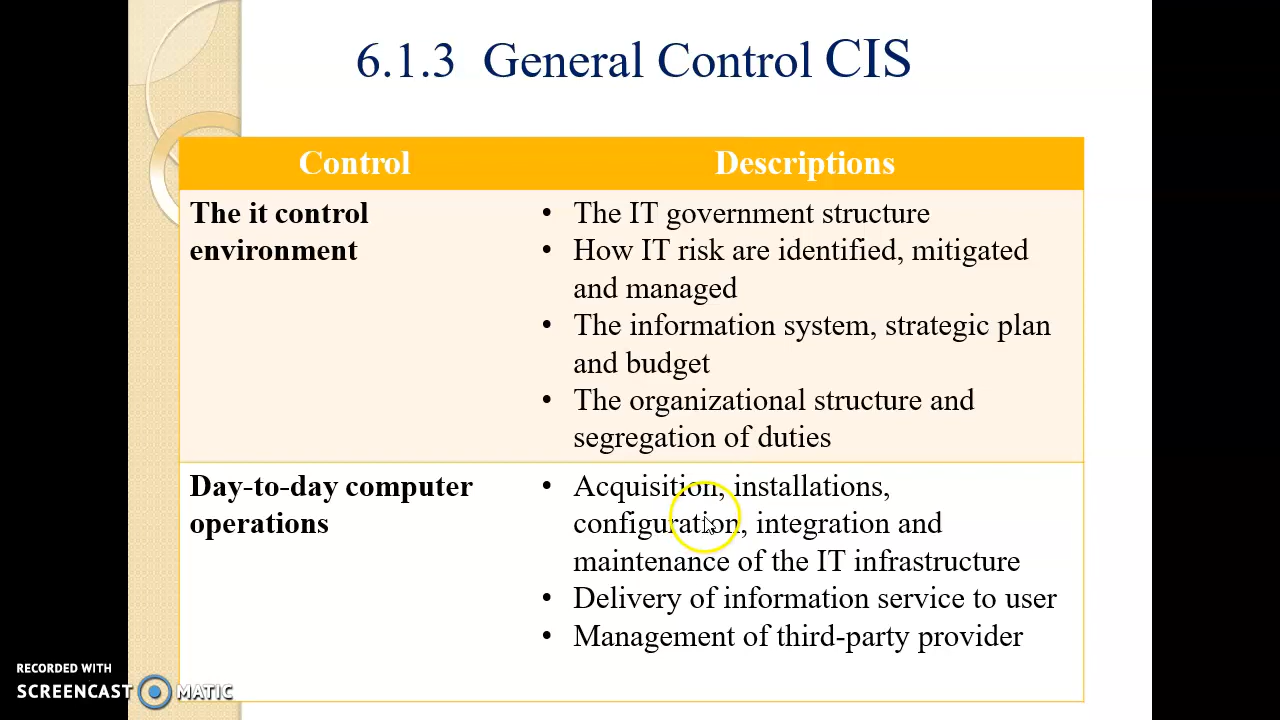 6.1.3 General Control CIS
Control
Descriptions
The it control
environment
• The IT government structure
• How IT risk are identified, mitigated
and managed
• The information system, strategic plan
and budget
• The organizational structure and
segregation of duties
Day-to-day computer
operations
• Acquisition, installations,
configuration, integration and
maintenance of the IT infrastructure
• Delivery of information service to user
• Management of third-party provider
RECORDED WITH
SCREENCAST MATIC